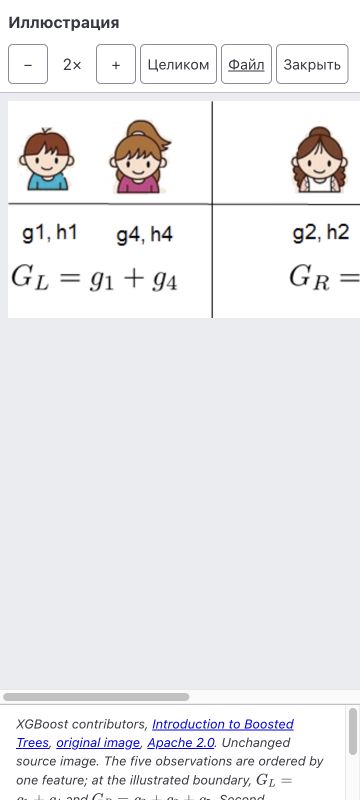 Иллюстрация
− 2× + Целиком Файл Закрыть
g1, h1 g4, h4 g2, h2
G_L = g_1 + g_4 G_R =
XGBoost contributors, Introduction to Boosted
Trees, original image, Apache 2.0. Unchanged
source image. The five observations are ordered by
one feature; at the illustrated boundary, G_L =